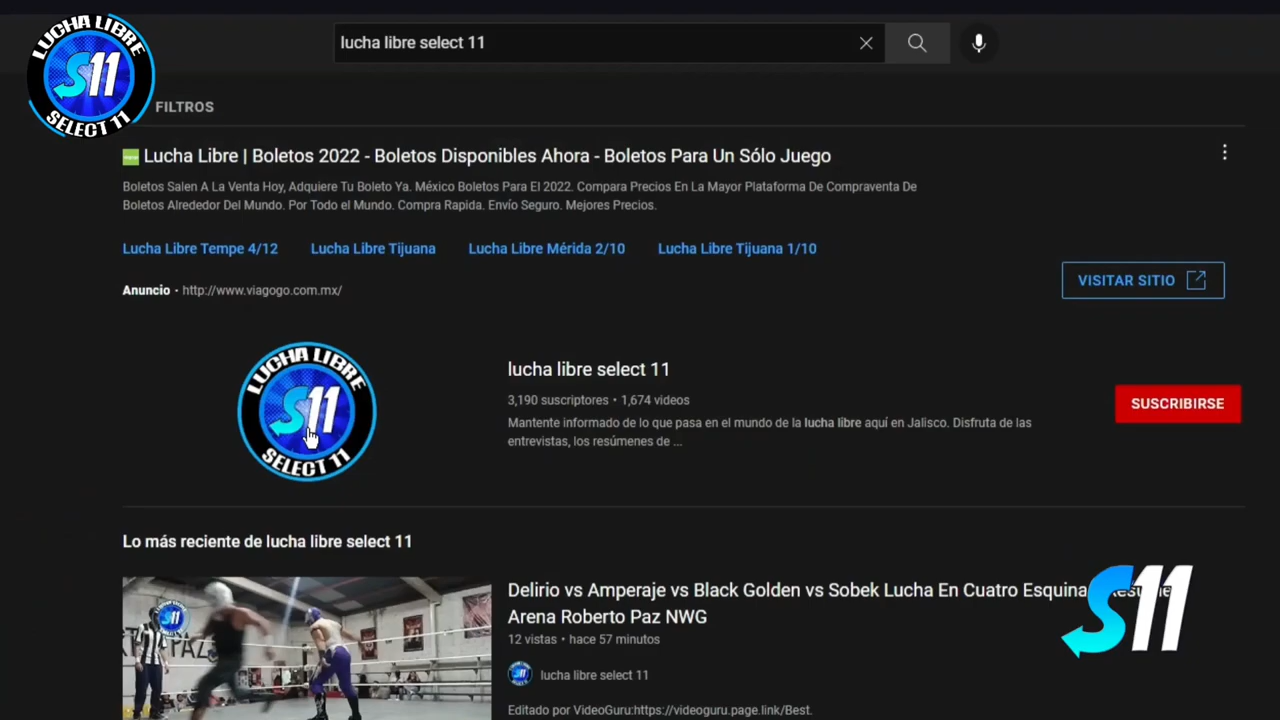 LUCHA LIBRE
S11
SELECT 11
lucha libre select 11
FILTROS
Lucha Libre | Boletos 2022 - Boletos Disponibles Ahora - Boletos Para Un Sólo Juego
Boletos Salen A La Venta Hoy, Adquiere Tu Boleto Ya. México Boletos Para El 2022. Compara Precios En La Mayor Plataforma De Compraventa De
Boletos Alrededor Del Mundo. Por Todo el Mundo. Compra Rapida. Envío Seguro. Mejores Precios.
Lucha Libre Tempe 4/12 Lucha Libre Tijuana Lucha Libre Mérida 2/10 Lucha Libre Tijuana 1/10
VISITAR SITIO
Anuncio · http://www.viagogo.com.mx/
LUCHA LIBRE
S11
SELECT 11
lucha libre select 11
3,190 suscriptores • 1,674 videos
Mantente informado de lo que pasa en el mundo de la lucha libre aquí en Jalisco. Disfruta de las
entrevistas, los resúmenes de ...
SUSCRIBIRSE
Lo más reciente de lucha libre select 11
Delirio vs Amperaje vs Black Golden vs Sobek Lucha En Cuatro Esquina
Arena Roberto Paz NWG
12 vistas • hace 57 minutos
lucha libre select 11
Editado por VideoGuru:https://videoguru.page.link/Best.
S11
S11